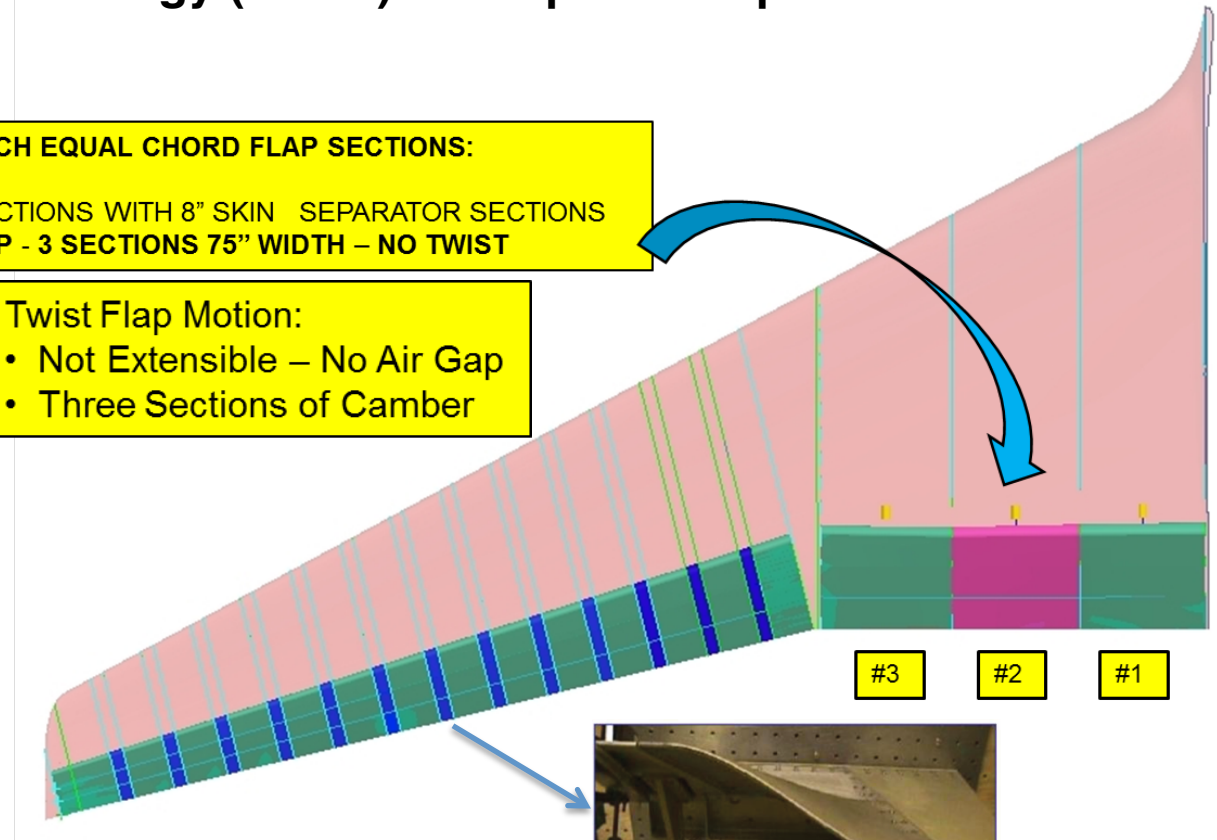 CH EQUAL CHORD FLAP SECTIONS:
CTIONS WITH 8” SKIN SEPARATOR SECTIONS
P - 3 SECTIONS 75” WIDTH – NO TWIST
Twist Flap Motion:
• Not Extensible – No Air Gap
• Three Sections of Camber
#3 #2 #1